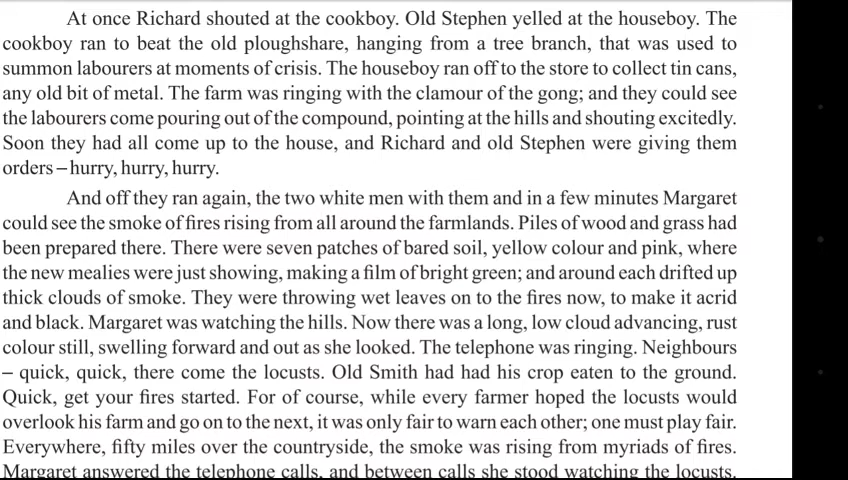 At once Richard shouted at the cookboy. Old Stephen yelled at the houseboy. The
cookboy ran to beat the old ploughshare, hanging from a tree branch, that was used to
summon labourers at moments of crisis. The houseboy ran off to the store to collect tin cans,
any old bit of metal. The farm was ringing with the clamour of the gong; and they could see
the labourers come pouring out of the compound, pointing at the hills and shouting excitedly.
Soon they had all come up to the house, and Richard and old Stephen were giving them
orders – hurry, hurry, hurry.
And off they ran again, the two white men with them and in a few minutes Margaret
could see the smoke of fires rising from all around the farmlands. Piles of wood and grass had
been prepared there. There were seven patches of bared soil, yellow colour and pink, where
the new mealies were just showing, making a film of bright green; and around each drifted up
thick clouds of smoke. They were throwing wet leaves on to the fires now, to make it acrid
and black. Margaret was watching the hills. Now there was a long, low cloud advancing, rust
colour still, swelling forward and out as she looked. The telephone was ringing. Neighbours
– quick, quick, there come the locusts. Old Smith had had his crop eaten to the ground.
Quick, get your fires started. For of course, while every farmer hoped the locusts would
overlook his farm and go on to the next, it was only fair to warn each other; one must play fair.
Everywhere, fifty miles over the countryside, the smoke was rising from myriads of fires.
Margaret answered the telephone calls, and between calls she stood watching the locusts.